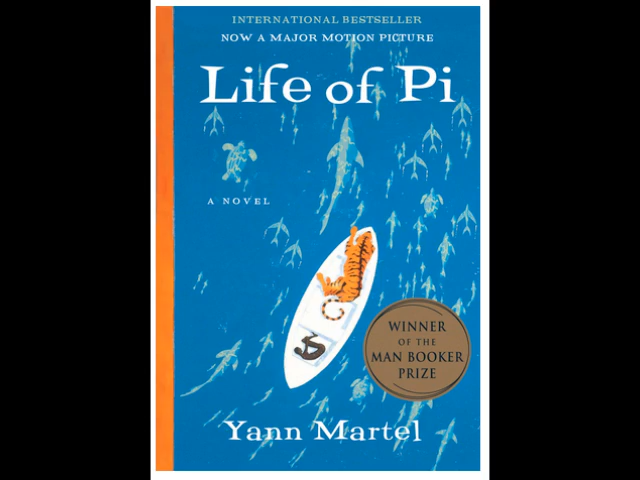 INTERNATIONAL BESTSELLER
NOW A MAJOR MOTION PICTURE
Life of Pi
A NOVEL
WINNER
OF THE
MAN BOOKER
PRIZE
Yann Martel